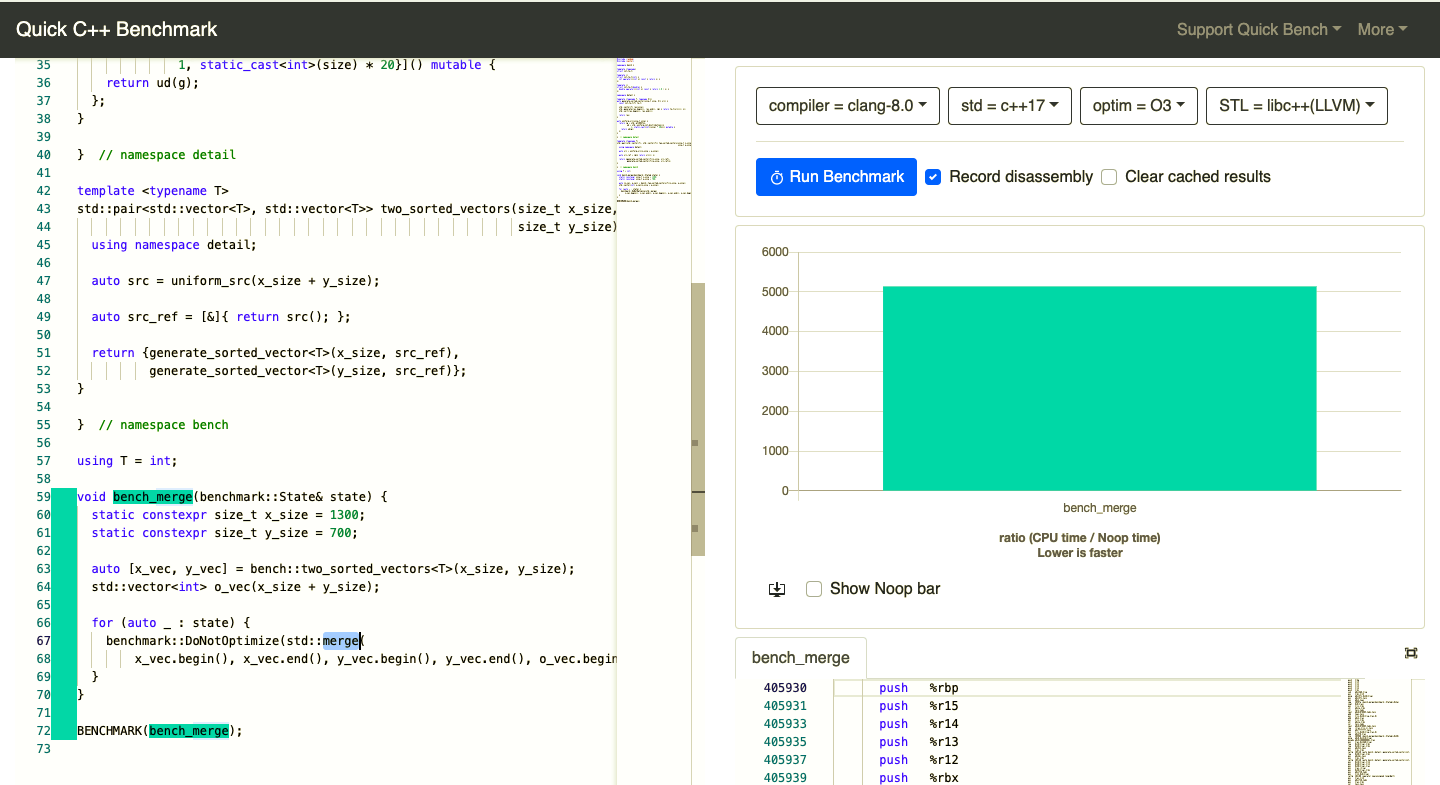 Quick C++ Benchmark
Support Quick Bench
More
35 1, static_cast<int>(size) * 20}]() mutable {
36 return ud(g);
37 };
38 }
39
40 }  // namespace detail
41
42 template <typename T>
43 std::pair<std::vector<T>, std::vector<T>> two_sorted_vectors(size_t x_size,
44 size_t y_size)
45 using namespace detail;
46
47 auto src = uniform_src(x_size + y_size);
48
49 auto src_ref = [&]{ return src(); };
50
51 return {generate_sorted_vector<T>(x_size, src_ref),
52 generate_sorted_vector<T>(y_size, src_ref)};
53 }
54
55 }  // namespace bench
56
57 using T = int;
58
59 void bench_merge(benchmark::State& state) {
60 static constexpr size_t x_size = 1300;
61 static constexpr size_t y_size = 700;
62
63 auto [x_vec, y_vec] = bench::two_sorted_vectors<T>(x_size, y_size);
64 std::vector<int> o_vec(x_size + y_size);
65
66 for (auto _ : state) {
67 benchmark::DoNotOptimize(std::merge(
68 x_vec.begin(), x_vec.end(), y_vec.begin(), y_vec.end(), o_vec.begin
69 }
70 }
71
72 BENCHMARK(bench_merge);
73
compiler = clang-8.0
std = c++17
optim = O3
STL = libc++(LLVM)
Run Benchmark
Record disassembly
Clear cached results
6000
5000
4000
3000
2000
1000
0
bench_merge
ratio (CPU time / Noop time)
Lower is faster
Show Noop bar
bench_merge
405930 push %rbp
405931 push %r15
405933 push %r14
405935 push %r13
405937 push %r12
405939 push %rbx